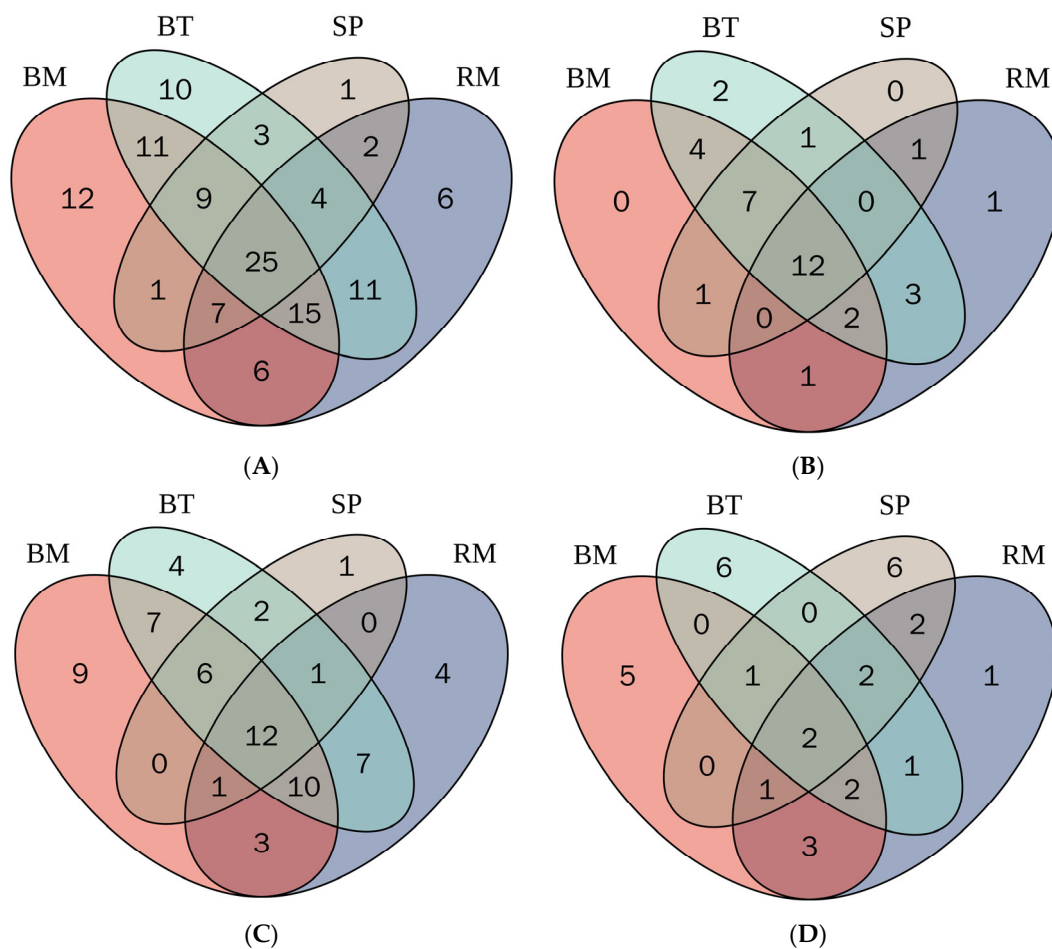 BT SP BT SP
BM RM BM RM
10 3 1 2 0 1
11 2 4 1
12 9 4 6 0 7 0 1
25 12
1 7 15 11 1 0 2 3
6 1
(A) (B)
BT SP BT SP
BM RM BM RM
4 2 1 6 0 6
7 0 0 2
9 6 1 4 5 1 2 1
12 2
0 1 10 7 0 1 2 1
3 3
(C) (D)